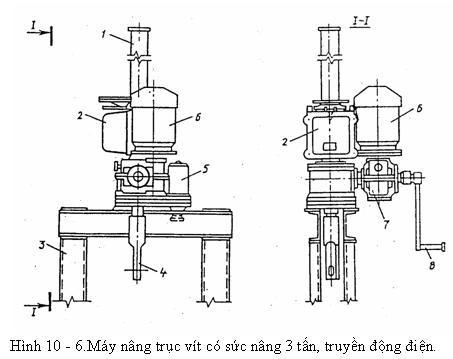 I
I-I
1
2
6
5
3
4
I
2
6
7
8
Hình 10 - 6.Máy nâng trục vít có sức nâng 3 tấn, truyền động điện.